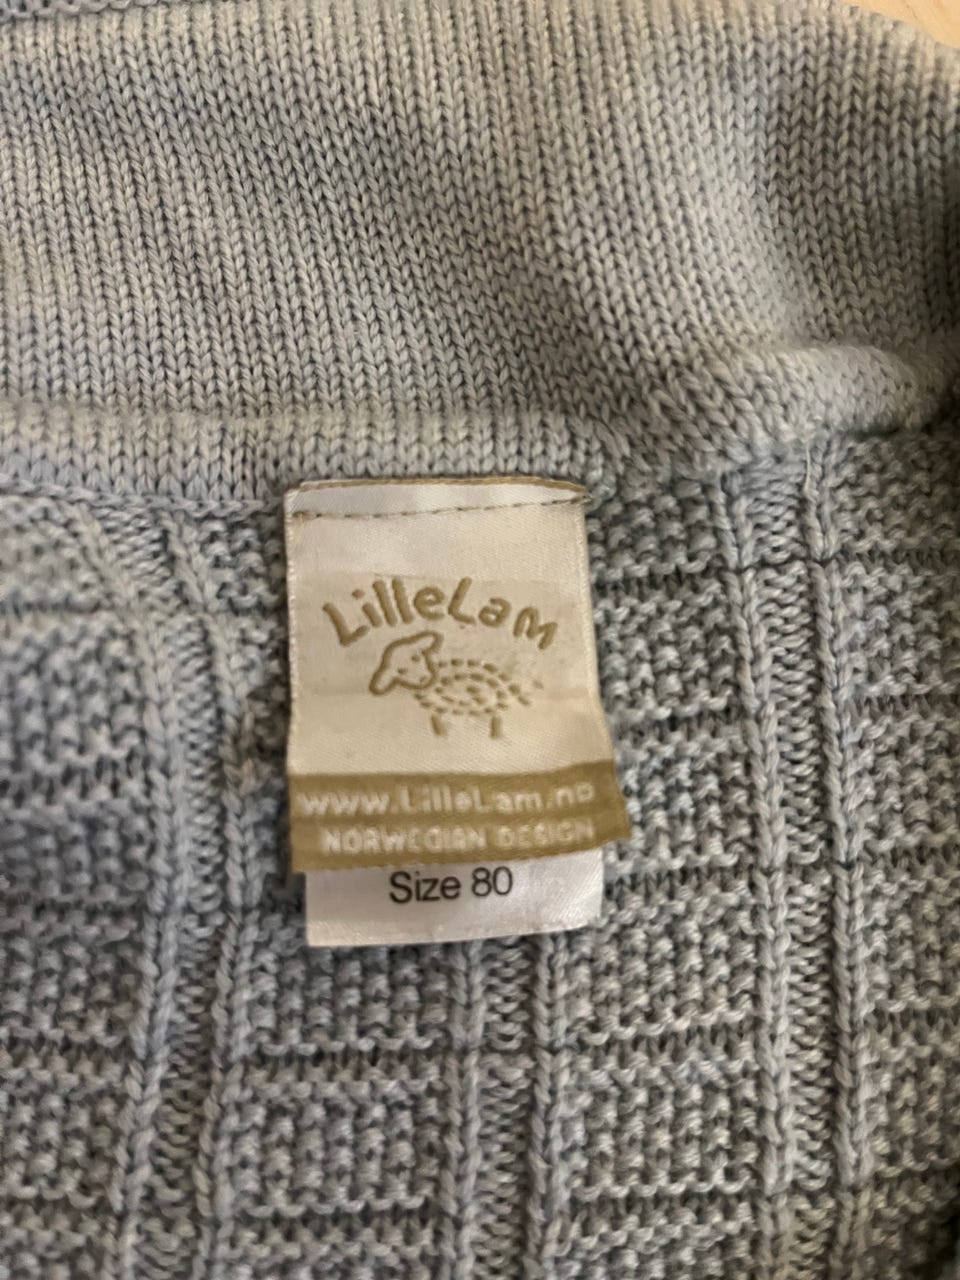 LilleLam
www.LilleLam.no
NORWEGIAN DESIGN
Size 80